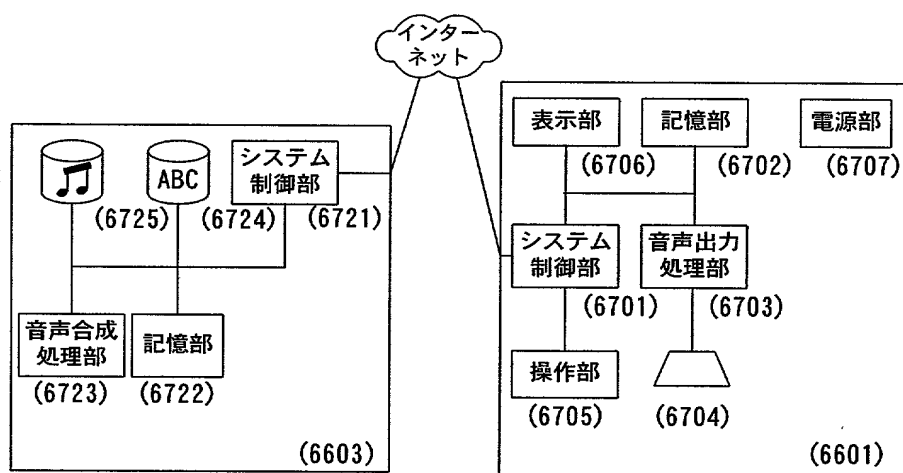 インター
ネット
ABC
システム
制御部
(6725)
(6724)
(6721)
音声合成
処理部
記憶部
(6723)
(6722)
(6603)
表示部
記憶部
電源部
(6706)
(6702)
(6707)
システム
制御部
音声出力
処理部
(6701)
(6703)
操作部
(6705)
(6704)
(6601)